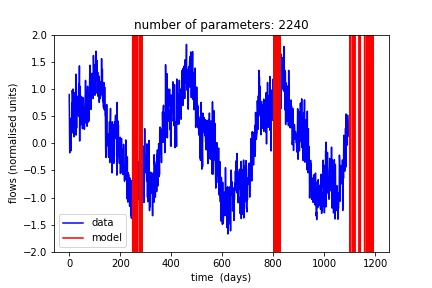 number of parameters: 2240
flows (normalised units)
2.0
1.5
1.0
0.5
0.0
−0.5
−1.0
−1.5
−2.0
data
model
0 200 400 600 800 1000 1200
time (days)